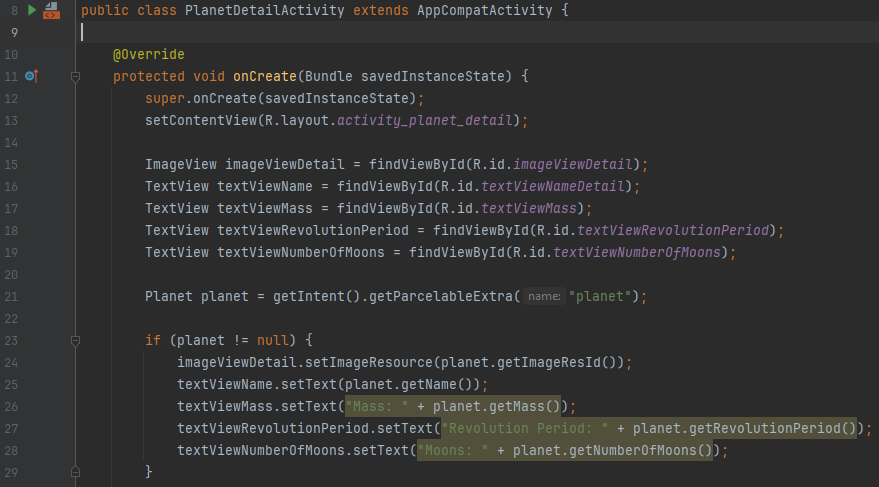 8 public class PlanetDetailActivity extends AppCompatActivity {
9
10 @Override
11 protected void onCreate(Bundle savedInstanceState) {
12 super.onCreate(savedInstanceState);
13 setContentView(R.layout.activity_planet_detail);
14
15 ImageView imageViewDetail = findViewById(R.id.imageViewDetail);
16 TextView textViewName = findViewById(R.id.textViewNameDetail);
17 TextView textViewMass = findViewById(R.id.textViewMass);
18 TextView textViewRevolutionPeriod = findViewById(R.id.textViewRevolutionPeriod);
19 TextView textViewNumberOfMoons = findViewById(R.id.textViewNumberOfMoons);
20
21 Planet planet = getIntent().getParcelableExtra( name: "planet");
22
23 if (planet != null) {
24 imageViewDetail.setImageResource(planet.getImageResId());
25 textViewName.setText(planet.getName());
26 textViewMass.setText("Mass: " + planet.getMass());
27 textViewRevolutionPeriod.setText("Revolution Period: " + planet.getRevolutionPeriod());
28 textViewNumberOfMoons.setText("Moons: " + planet.getNumberOfMoons());
29 }